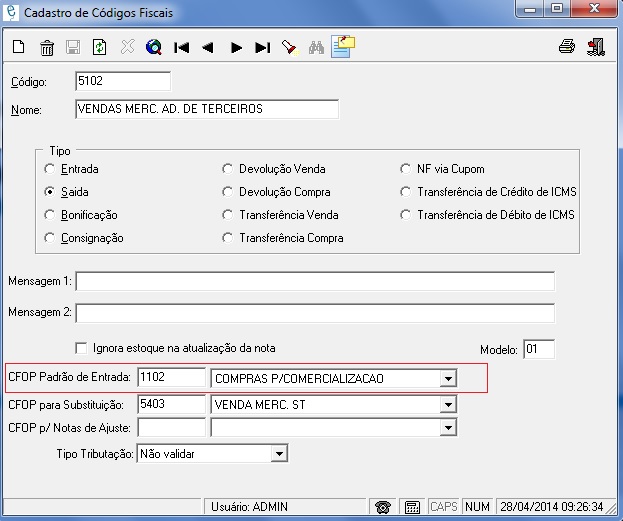 Cadastro de Códigos Fiscais
Código: 5102
Nome: VENDAS MERC. AD. DE TERCEIROS
Tipo
Entrada Devolução Venda NF via Cupom
Saida Devolução Compra Transferência de Crédito de ICMS
Bonificação Transferência Venda Transferência de Débito de ICMS
Consignação Transferência Compra
Mensagem 1:
Mensagem 2:
Ignora estoque na atualização da nota Modelo: 01
CFOP Padrão de Entrada: 1102 COMPRAS P/COMERCIALIZACAO
CFOP para Substituição: 5403 VENDA MERC. ST
CFOP p/ Notas de Ajuste:
Tipo Tributação: Não validar
Usuário: ADMIN CAPS NUM 28/04/2014 09:26:34